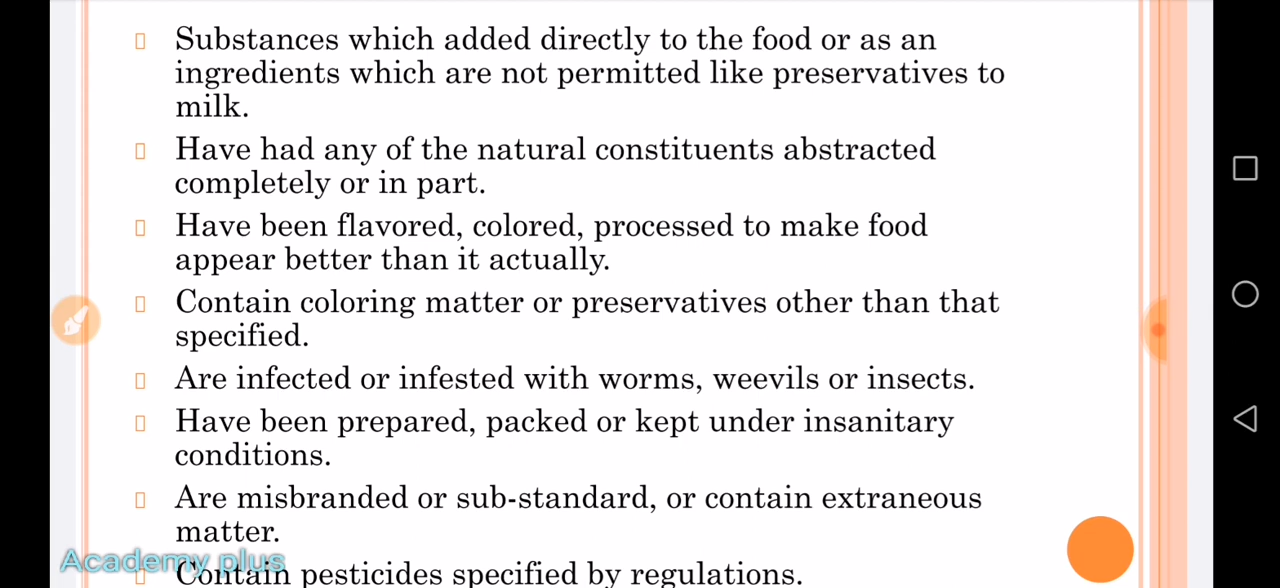 Substances which added directly to the food or as an
ingredients which are not permitted like preservatives to
milk.
Have had any of the natural constituents abstracted
completely or in part.
Have been flavored, colored, processed to make food
appear better than it actually.
Contain coloring matter or preservatives other than that
specified.
Are infected or infested with worms, weevils or insects.
Have been prepared, packed or kept under insanitary
conditions.
Are misbranded or sub-standard, or contain extraneous
matter.
Contain pesticides specified by regulations.
Academy plus